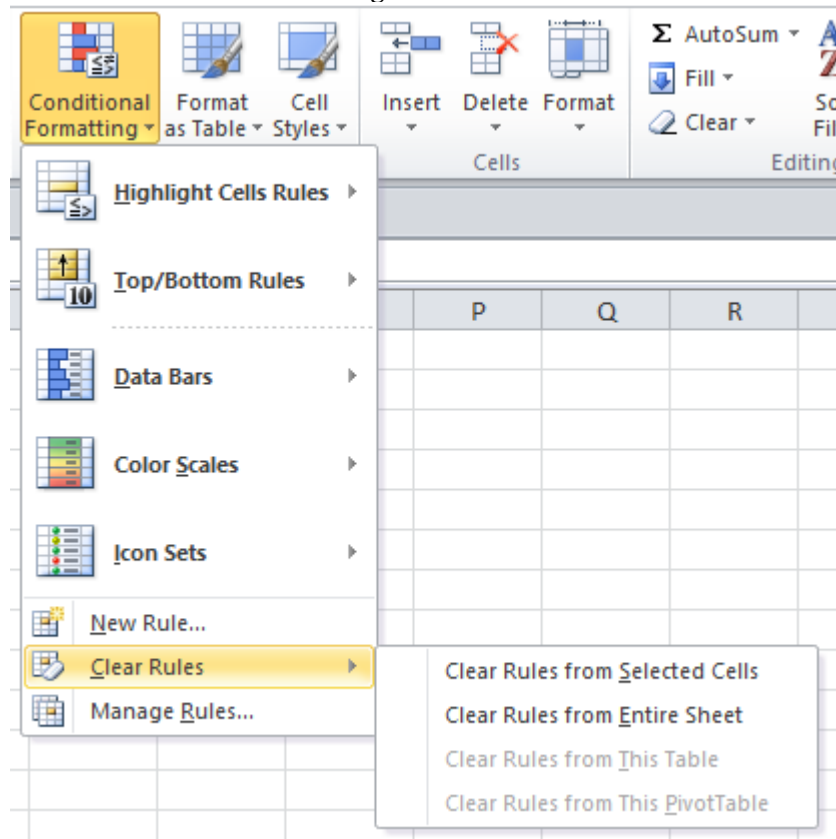 Σ AutoSum
Fill
Clear
Conditional Formatting
Format as Table
Cell Styles
Insert
Delete
Format
Cells
Highlight Cells Rules
Top/Bottom Rules
10
Data Bars
Color Scales
Icon Sets
New Rule...
Clear Rules
Manage Rules...
P Q R
Clear Rules from Selected Cells
Clear Rules from Entire Sheet
Clear Rules from This Table
Clear Rules from This PivotTable